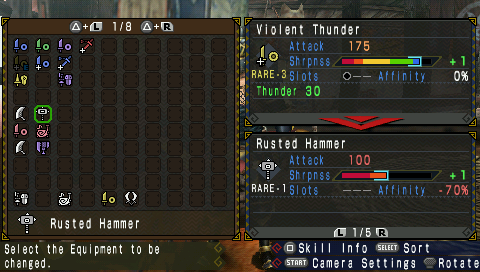 △+L 1/8 △+R
Rusted Hammer
Select the Equipment to be
changed.
Violent Thunder
Attack 175
Shrpnss +1
RARE-3 Slots O-- Affinity 0%
Thunder 30
Rusted Hammer
Attack 100
Shrpnss +1
RARE-1 Slots --- Affinity -70%
L 1/5 R
Skill Info SELECT Sort
START Camera Settings Rotate